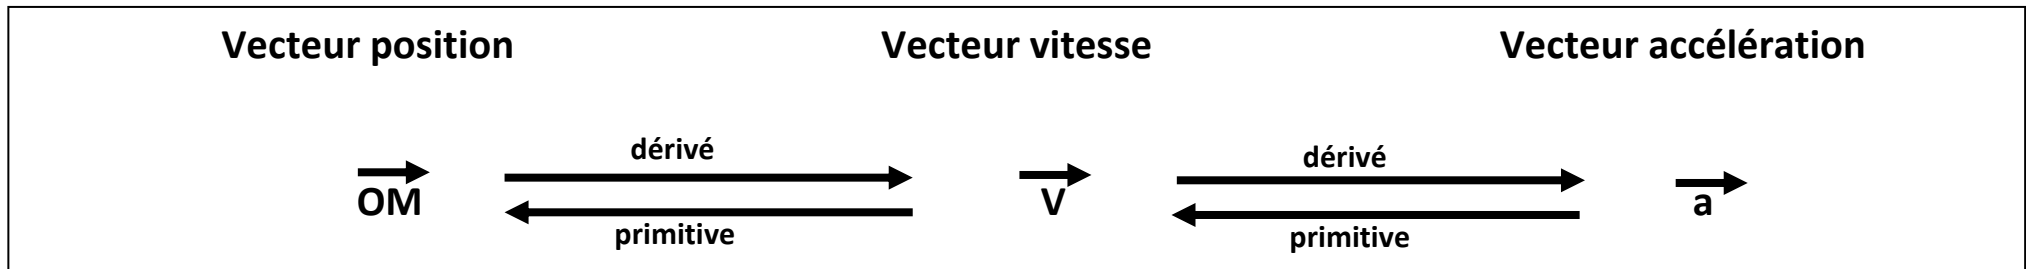 Vecteur position Vecteur vitesse Vecteur accélération
dérivé dérivé
OM V a
primitive primitive